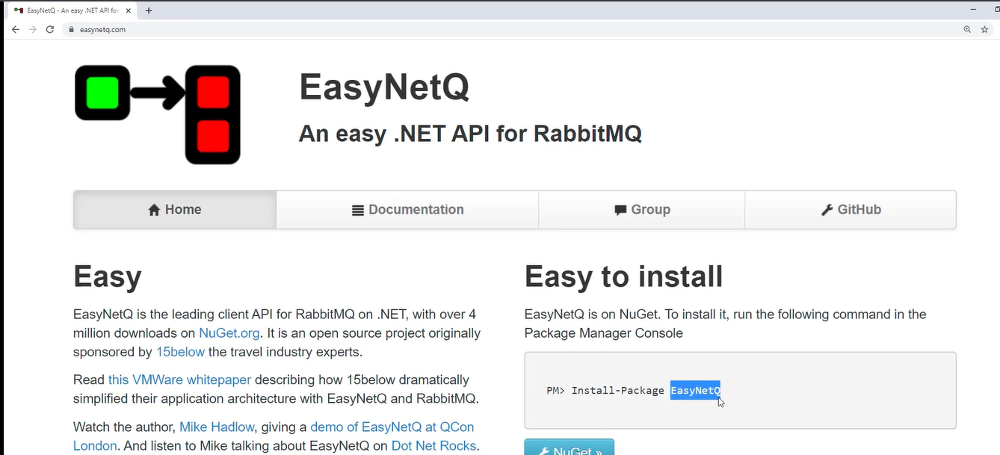 EasyNetQ - An easy .NET API for
easynetq.com
EasyNetQ
An easy .NET API for RabbitMQ
Home
Documentation
Group
GitHub
Easy
EasyNetQ is the leading client API for RabbitMQ on .NET, with over 4
million downloads on NuGet.org. It is an open source project originally
sponsored by 15below the travel industry experts.
Read this VMWare whitepaper describing how 15below dramatically
simplified their application architecture with EasyNetQ and RabbitMQ.
Watch the author, Mike Hadlow, giving a demo of EasyNetQ at QCon
London. And listen to Mike talking about EasyNetQ on Dot Net Rocks.
Easy to install
EasyNetQ is on NuGet. To install it, run the following command in the
Package Manager Console
PM> Install-Package EasyNetQ
NuGet »